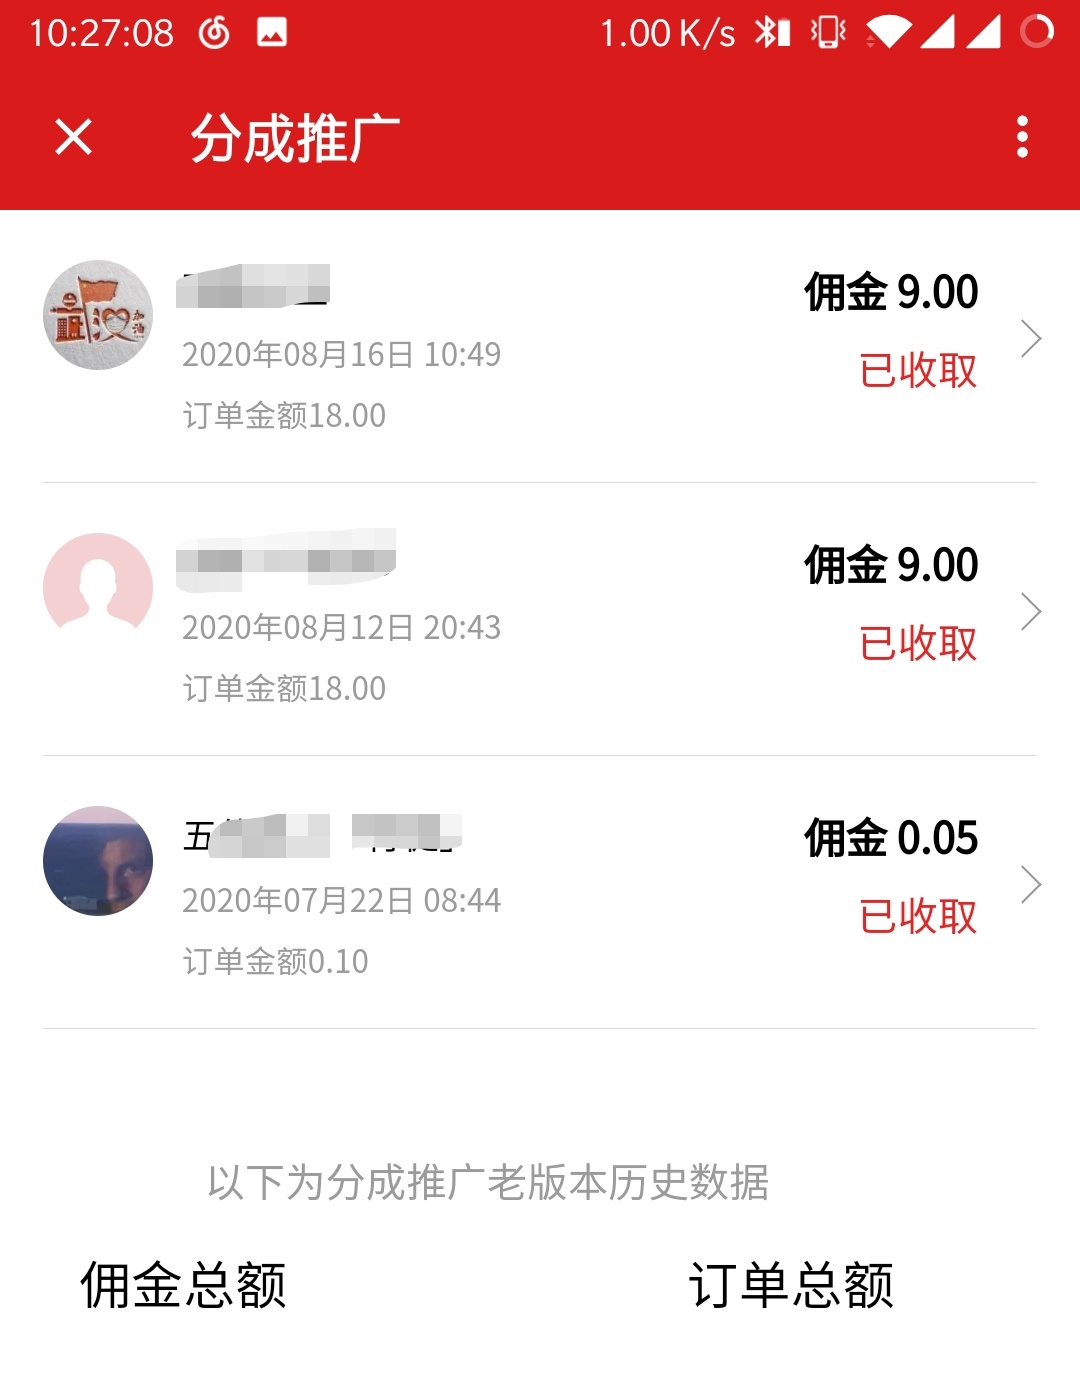 10:27:08 1.00 K/s
分成推广
佣金 9.00
2020年08月16日 10:49
已收取
订单金额18.00
佣金 9.00
2020年08月12日 20:43
已收取
订单金额18.00
五
佣金 0.05
2020年07月22日 08:44
已收取
订单金额0.10
以下为分成推广老版本历史数据
佣金总额 订单总额